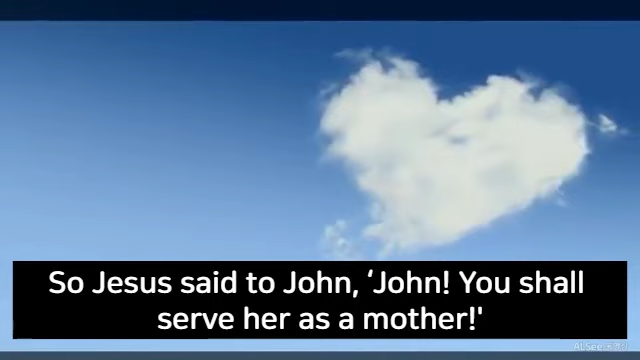 So Jesus said to John, ‘John! You shall
serve her as a mother!'